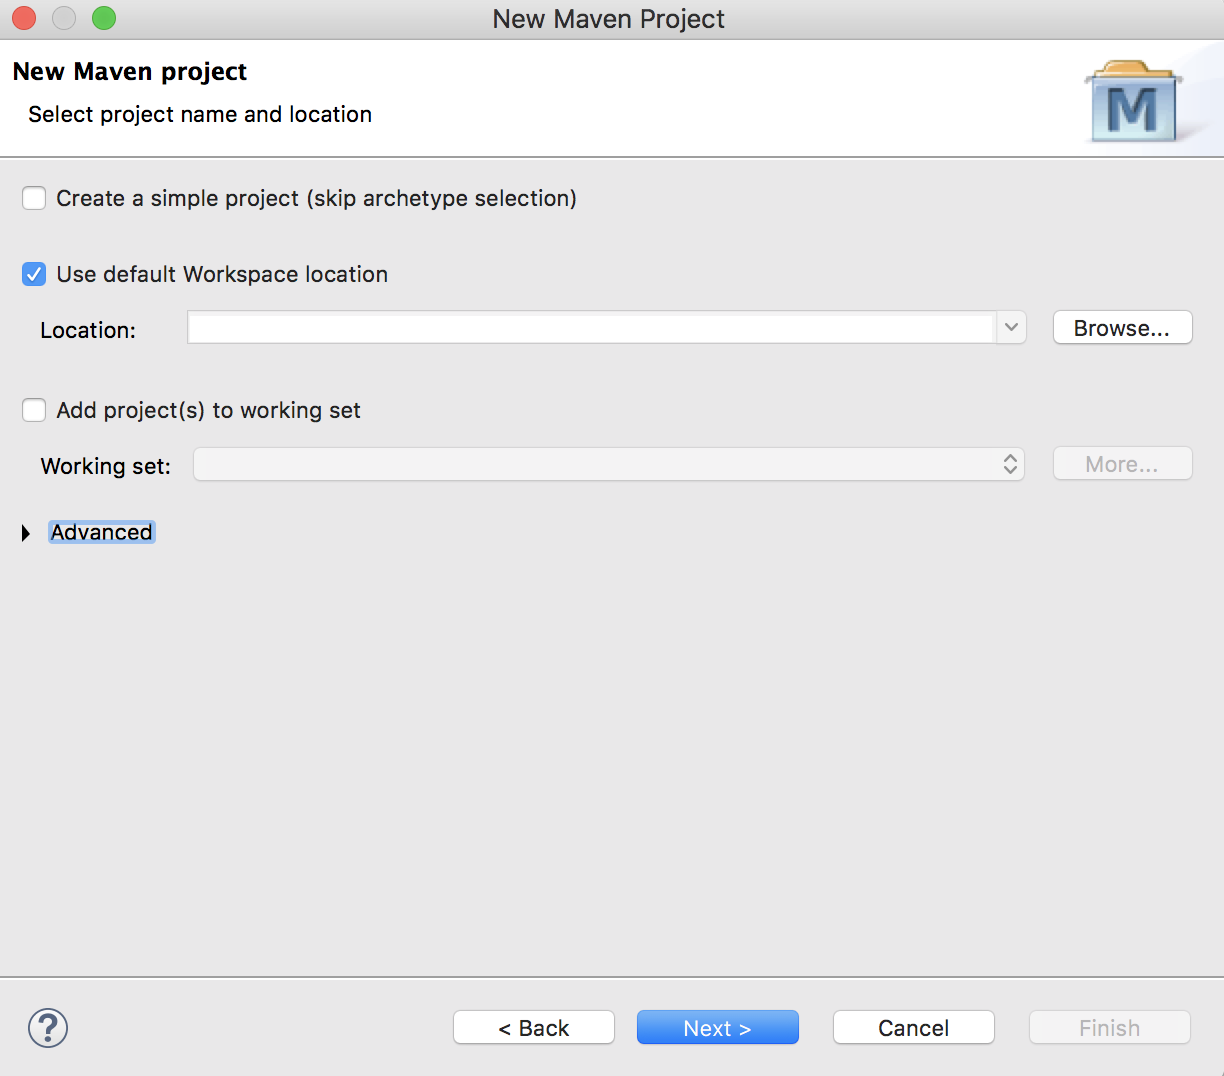 New Maven Project
New Maven project
Select project name and location
M
Create a simple project (skip archetype selection)
Use default Workspace location
Location:
Browse...
Add project(s) to working set
Working set:
More...
Advanced
?
< Back
Next >
Cancel
Finish